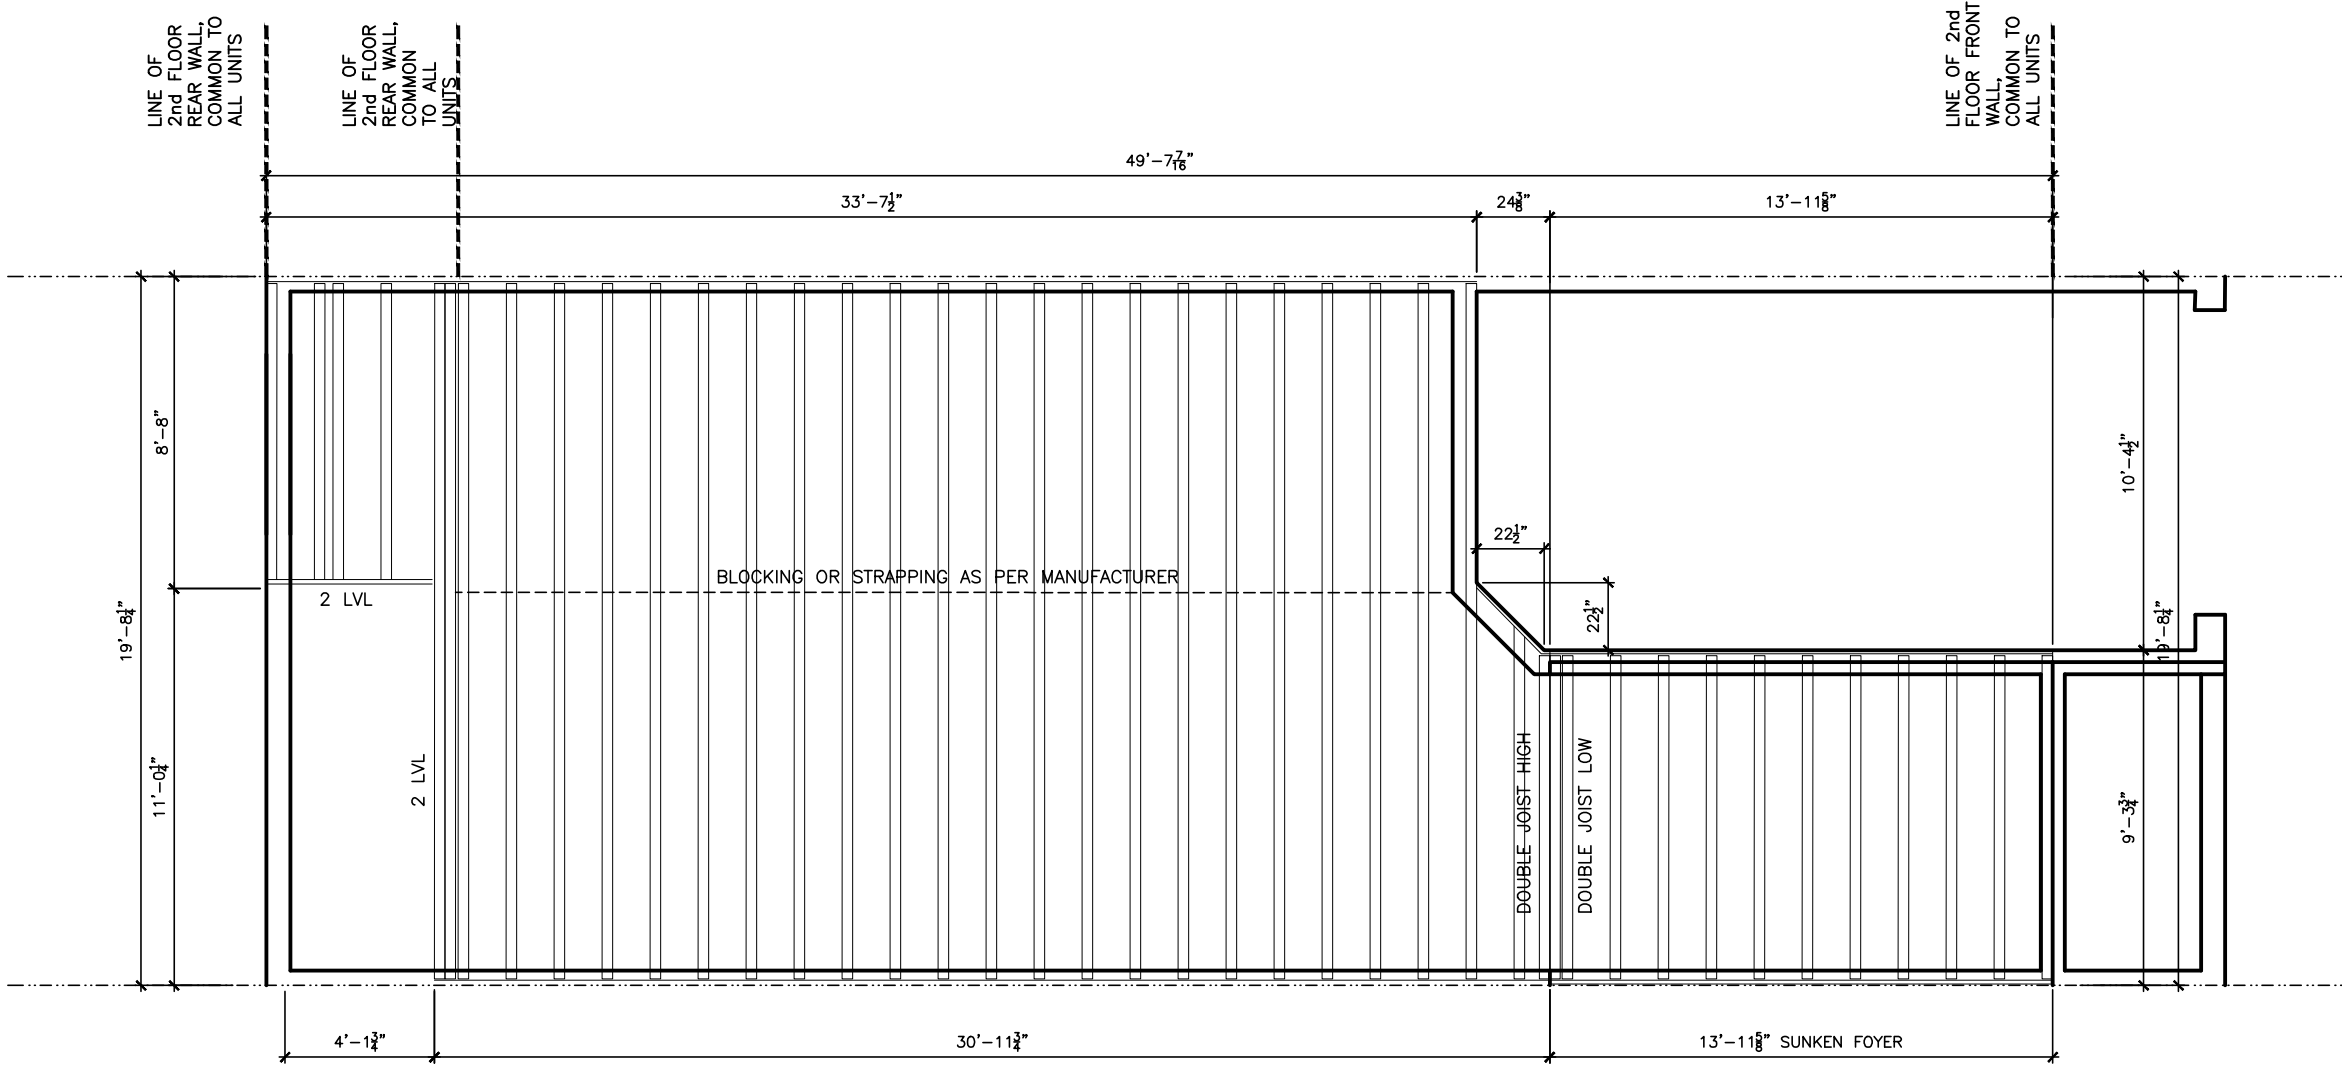 LINE OF
2nd FLOOR
REAR WALL,
COMMON TO
ALL UNITS
LINE OF
2nd FLOOR
REAR WALL,
COMMON
TO ALL
UNITS
LINE OF 2nd
FLOOR FRONT
WALL,
COMMON TO
ALL UNITS
49'-7 7/16"
33'-7 1/2"
24 3/8"
13'-11 5/8"
8'-8"
19'-8 1/4"
11'-0 1/4"
2 LVL
2 LVL
BLOCKING OR STRAPPING AS PER MANUFACTURER
22 1/2"
22 1/2"
10'-4 1/2"
19'-8 1/4"
9'-3 3/4"
DOUBLE JOIST HIGH
DOUBLE JOIST LOW
4'-1 3/4"
30'-11 3/4"
13'-11 5/8" SUNKEN FOYER